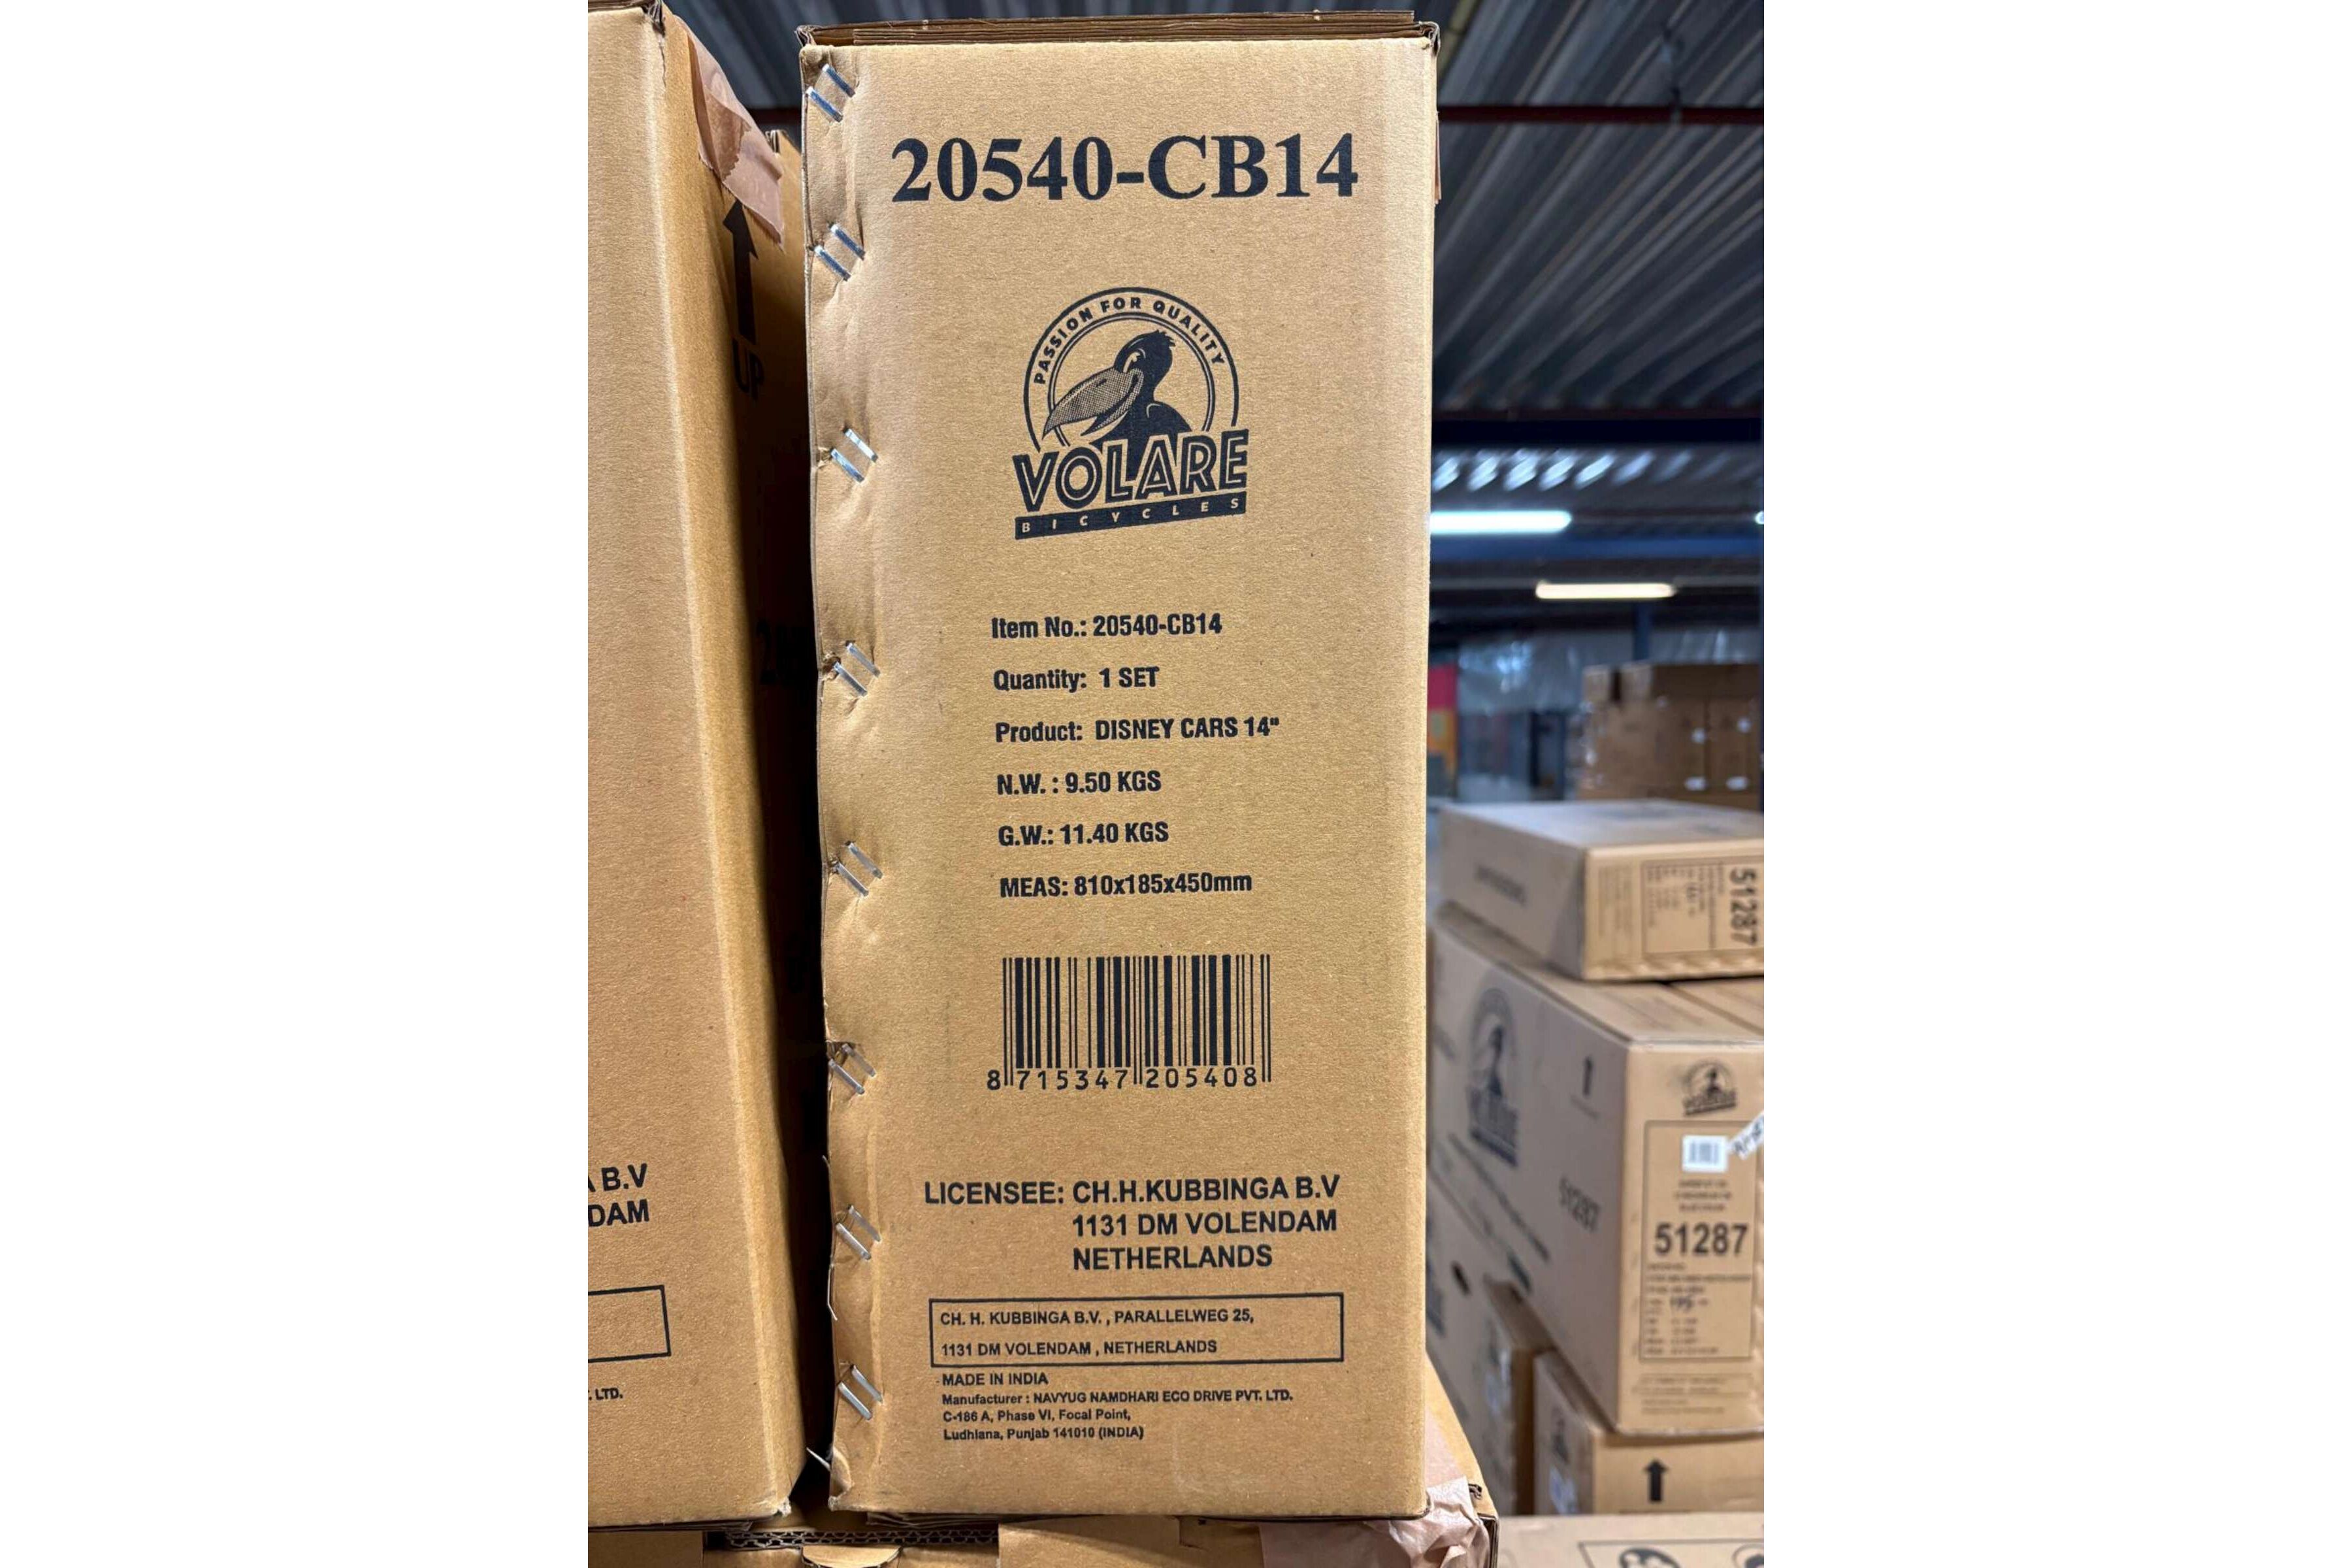 20540-CB14
PASSION FOR QUALITY
VOLARE
BICYCLES
Item No.: 20540-CB14
Quantity: 1 SET
Product: DISNEY CARS 14"
N.W. : 9.50 KGS
G.W.: 11.40 KGS
MEAS: 810x185x450mm
8 715347 205408
LICENSEE: CH.H.KUBBINGA B.V
1131 DM VOLENDAM
NETHERLANDS
CH. H. KUBBINGA B.V. , PARALLELWEG 25,
1131 DM VOLENDAM , NETHERLANDS
MADE IN INDIA
Manufacturer : NAVYUG NAMDHARI ECO DRIVE PVT. LTD.
C-186 A, Phase VI, Focal Point,
Ludhiana, Punjab 141010 (INDIA)
UP
B.V
DAM
. LTD.
51287
VOLARE
51287
51287